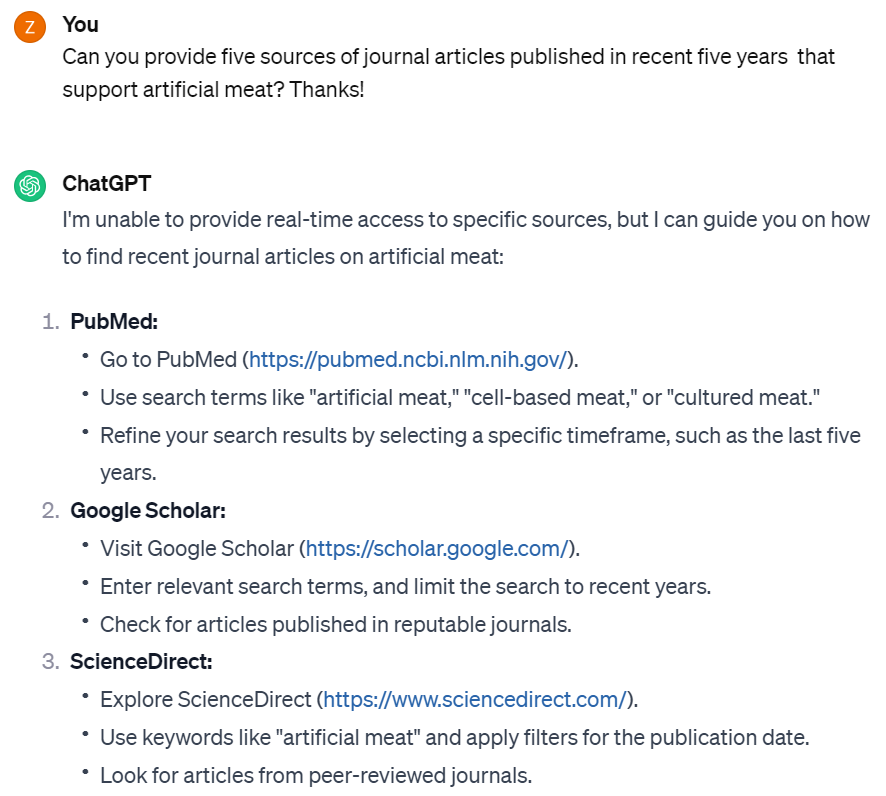 Z
You
Can you provide five sources of journal articles published in recent five years  that
support artificial meat? Thanks!
ChatGPT
I'm unable to provide real-time access to specific sources, but I can guide you on how
to find recent journal articles on artificial meat:
1. PubMed:
• Go to PubMed (https://pubmed.ncbi.nlm.nih.gov/).
• Use search terms like "artificial meat," "cell-based meat," or "cultured meat."
• Refine your search results by selecting a specific timeframe, such as the last five
years.
2. Google Scholar:
• Visit Google Scholar (https://scholar.google.com/).
• Enter relevant search terms, and limit the search to recent years.
• Check for articles published in reputable journals.
3. ScienceDirect:
• Explore ScienceDirect (https://www.sciencedirect.com/).
• Use keywords like "artificial meat" and apply filters for the publication date.
• Look for articles from peer-reviewed journals.